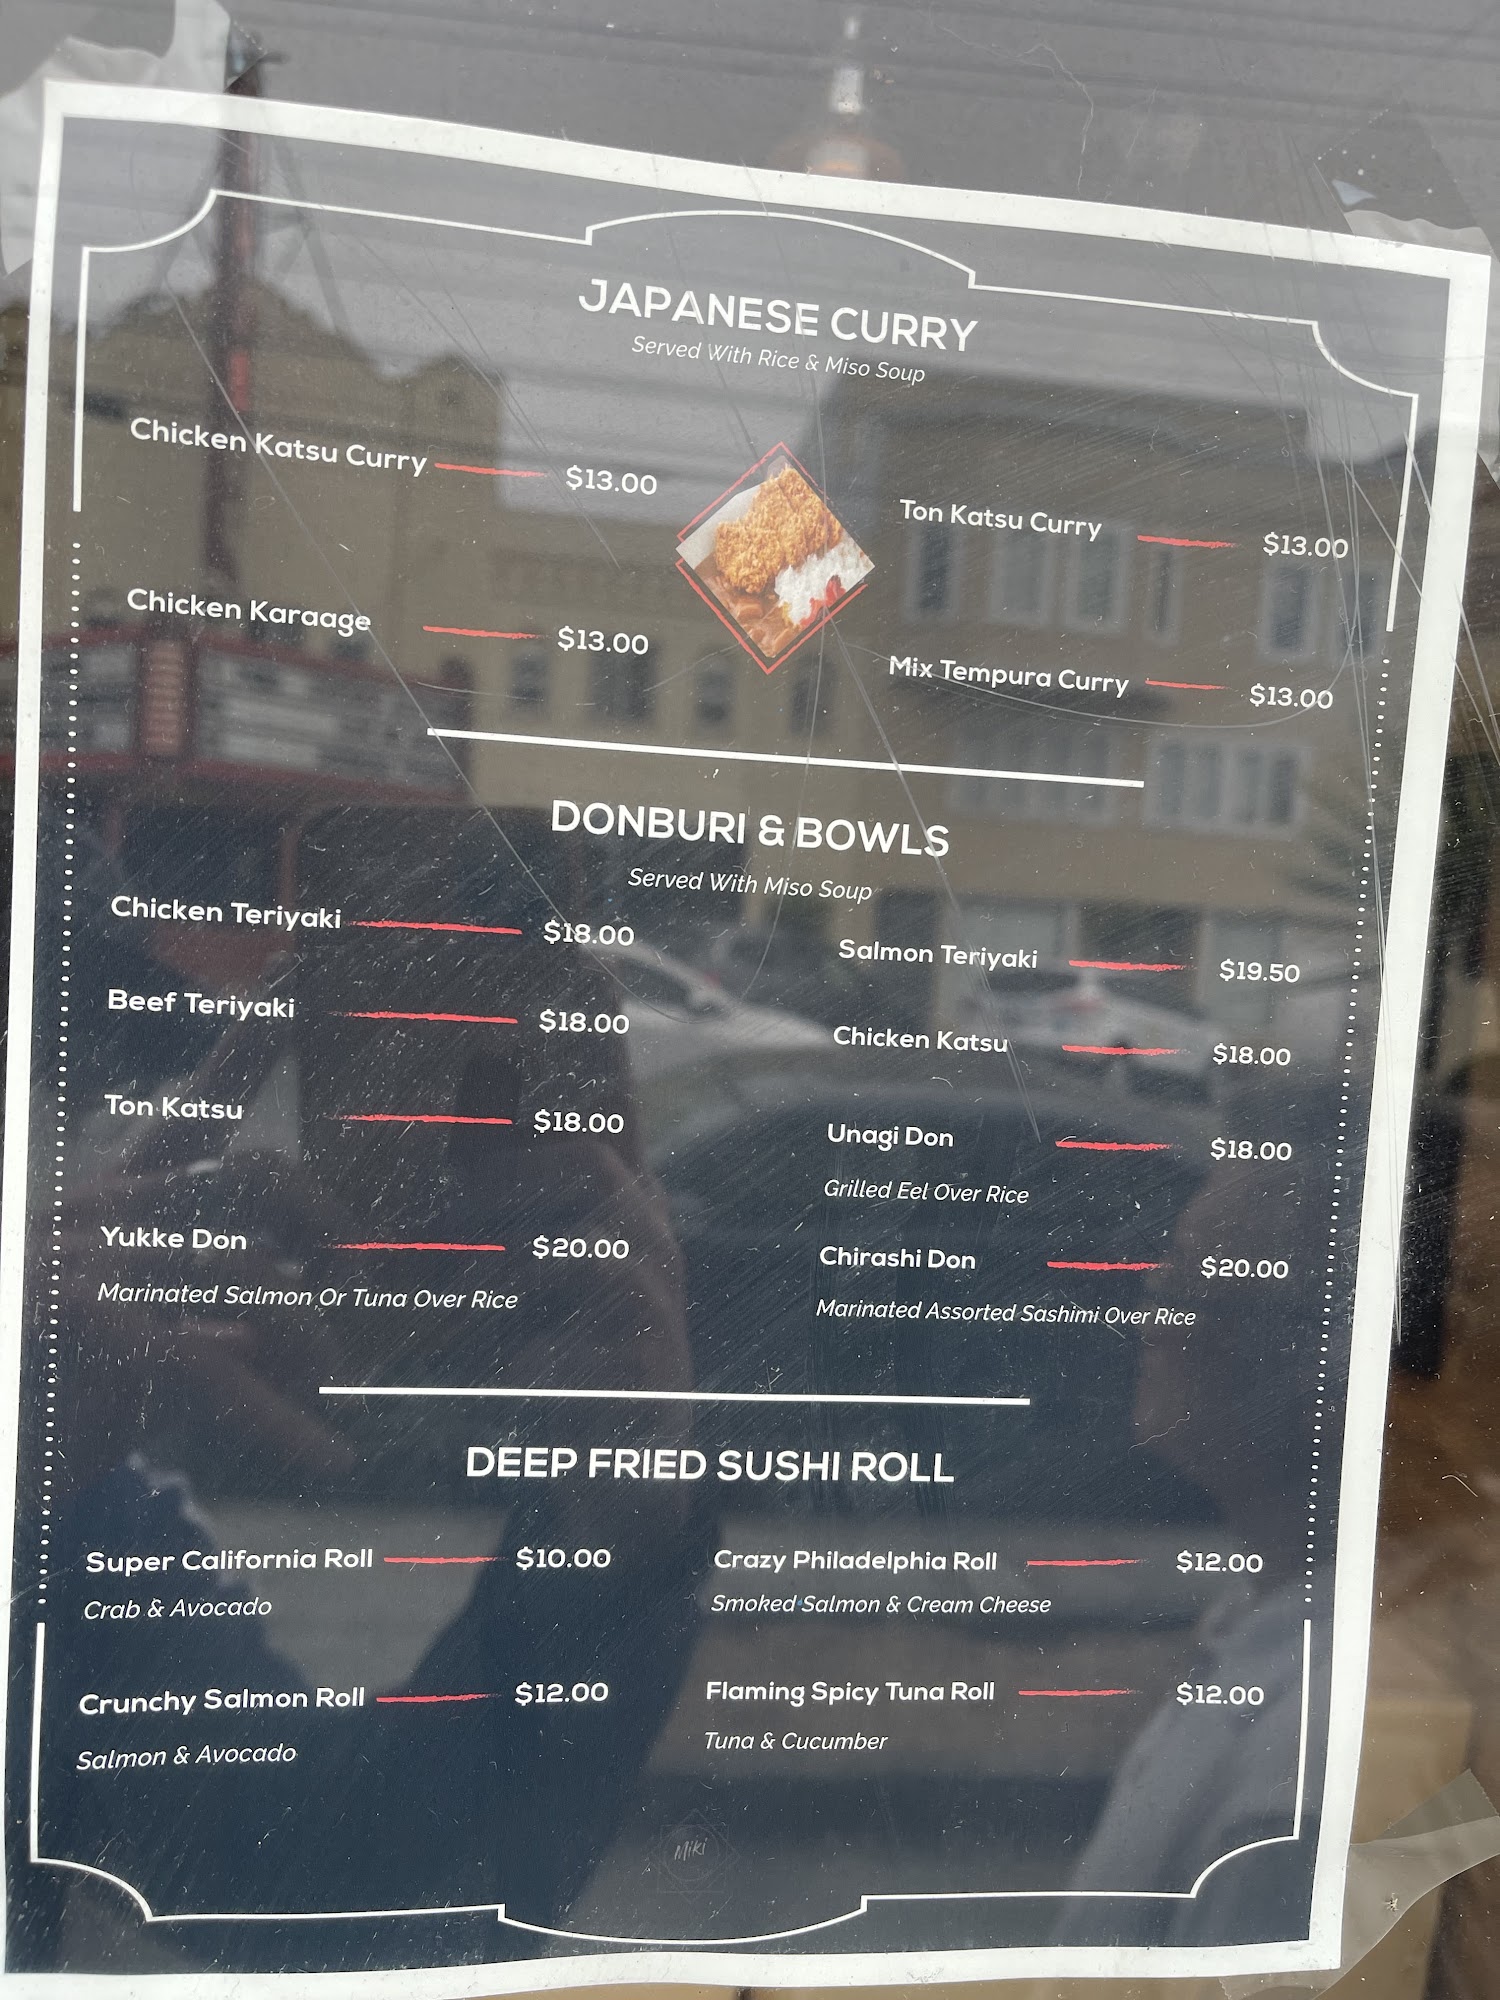 JAPANESE CURRY
Served With Rice & Miso Soup
Chicken Katsu Curry $13.00
Ton Katsu Curry $13.00
Chicken Karaage $13.00
Mix Tempura Curry $13.00
DONBURI & BOWLS
Served With Miso Soup
Chicken Teriyaki $18.00
Salmon Teriyaki $19.50
Beef Teriyaki $18.00
Chicken Katsu $18.00
Ton Katsu $18.00
Unagi Don $18.00
Grilled Eel Over Rice
Yukke Don $20.00
Marinated Salmon Or Tuna Over Rice
Chirashi Don $20.00
Marinated Assorted Sashimi Over Rice
DEEP FRIED SUSHI ROLL
Super California Roll $10.00
Crab & Avocado
Crazy Philadelphia Roll $12.00
Smoked Salmon & Cream Cheese
Crunchy Salmon Roll $12.00
Salmon & Avocado
Flaming Spicy Tuna Roll $12.00
Tuna & Cucumber
Miki